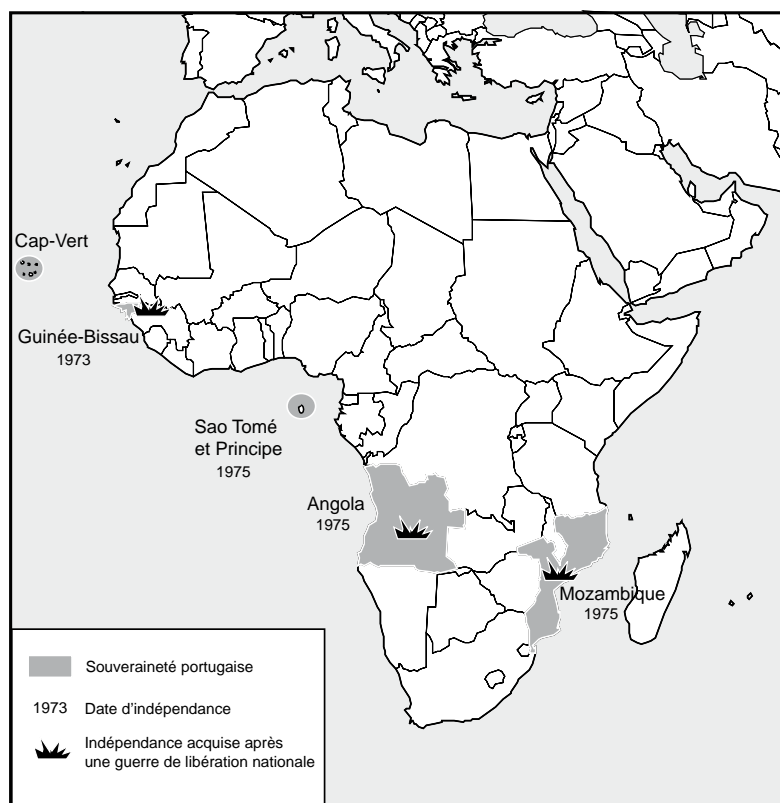 Cap-Vert
Guinée-Bissau
1973
Sao Tomé
et Principe
1975
Angola
1975
Mozambique
1975
Souveraineté portugaise
1973 Date d'indépendance
Indépendance acquise après
une guerre de libération nationale